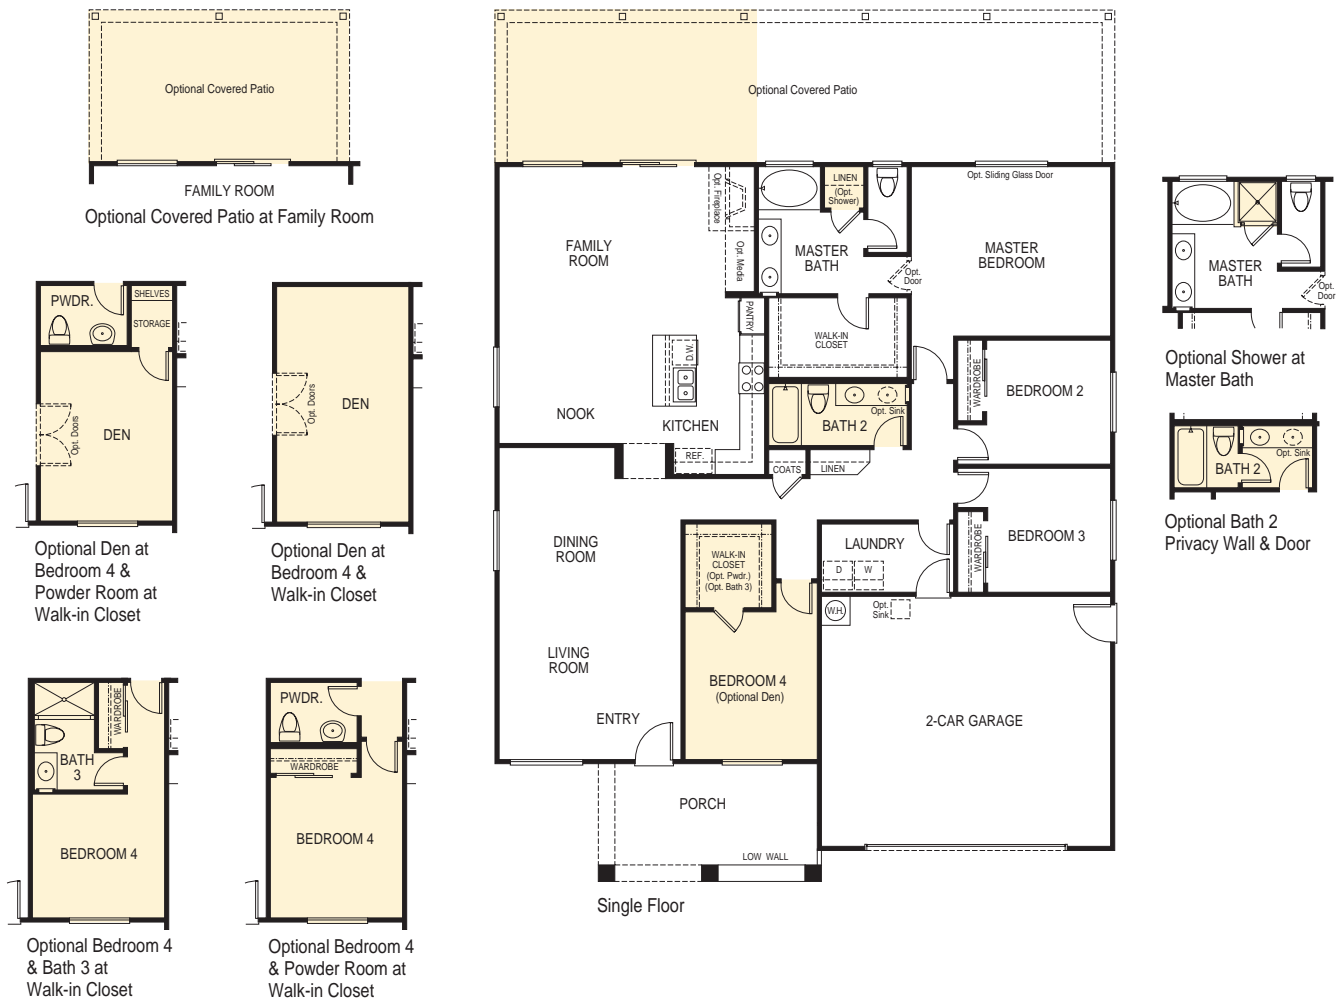 Optional Covered Patio
FAMILY ROOM
Optional Covered Patio at Family Room
PWDR.
SHELVES
STORAGE
Opt. Doors
DEN
Optional Den at
Bedroom 4 &
Powder Room at
Walk-in Closet
Opt. Doors
DEN
Optional Den at
Bedroom 4 &
Walk-in Closet
WARDROBE
BATH
3
BEDROOM 4
Optional Bedroom 4
& Bath 3 at
Walk-in Closet
PWDR.
WARDROBE
BEDROOM 4
Optional Bedroom 4
& Powder Room at
Walk-in Closet
Optional Covered Patio
FAMILY
ROOM
Opt. Fireplace
Opt. Media
LINEN
(Opt.
Shower)
MASTER
BATH
Opt.
Door
Opt. Sliding Glass Door
MASTER
BEDROOM
PANTRY
WALK-IN
CLOSET
D.W.
NOOK
KITCHEN
REF.
BATH 2
Opt. Sink
COATS
LINEN
WARDROBE
BEDROOM 2
WARDROBE
BEDROOM 3
DINING
ROOM
WALK-IN
CLOSET
(Opt. Pwdr.)
(Opt. Bath 3)
LAUNDRY
D
W
W.H.
Opt.
Sink
LIVING
ROOM
BEDROOM 4
(Optional Den)
ENTRY
2-CAR GARAGE
PORCH
LOW WALL
Single Floor
MASTER
BATH
Opt.
Door
Optional Shower at
Master Bath
BATH 2
Opt. Sink
Optional Bath 2
Privacy Wall & Door